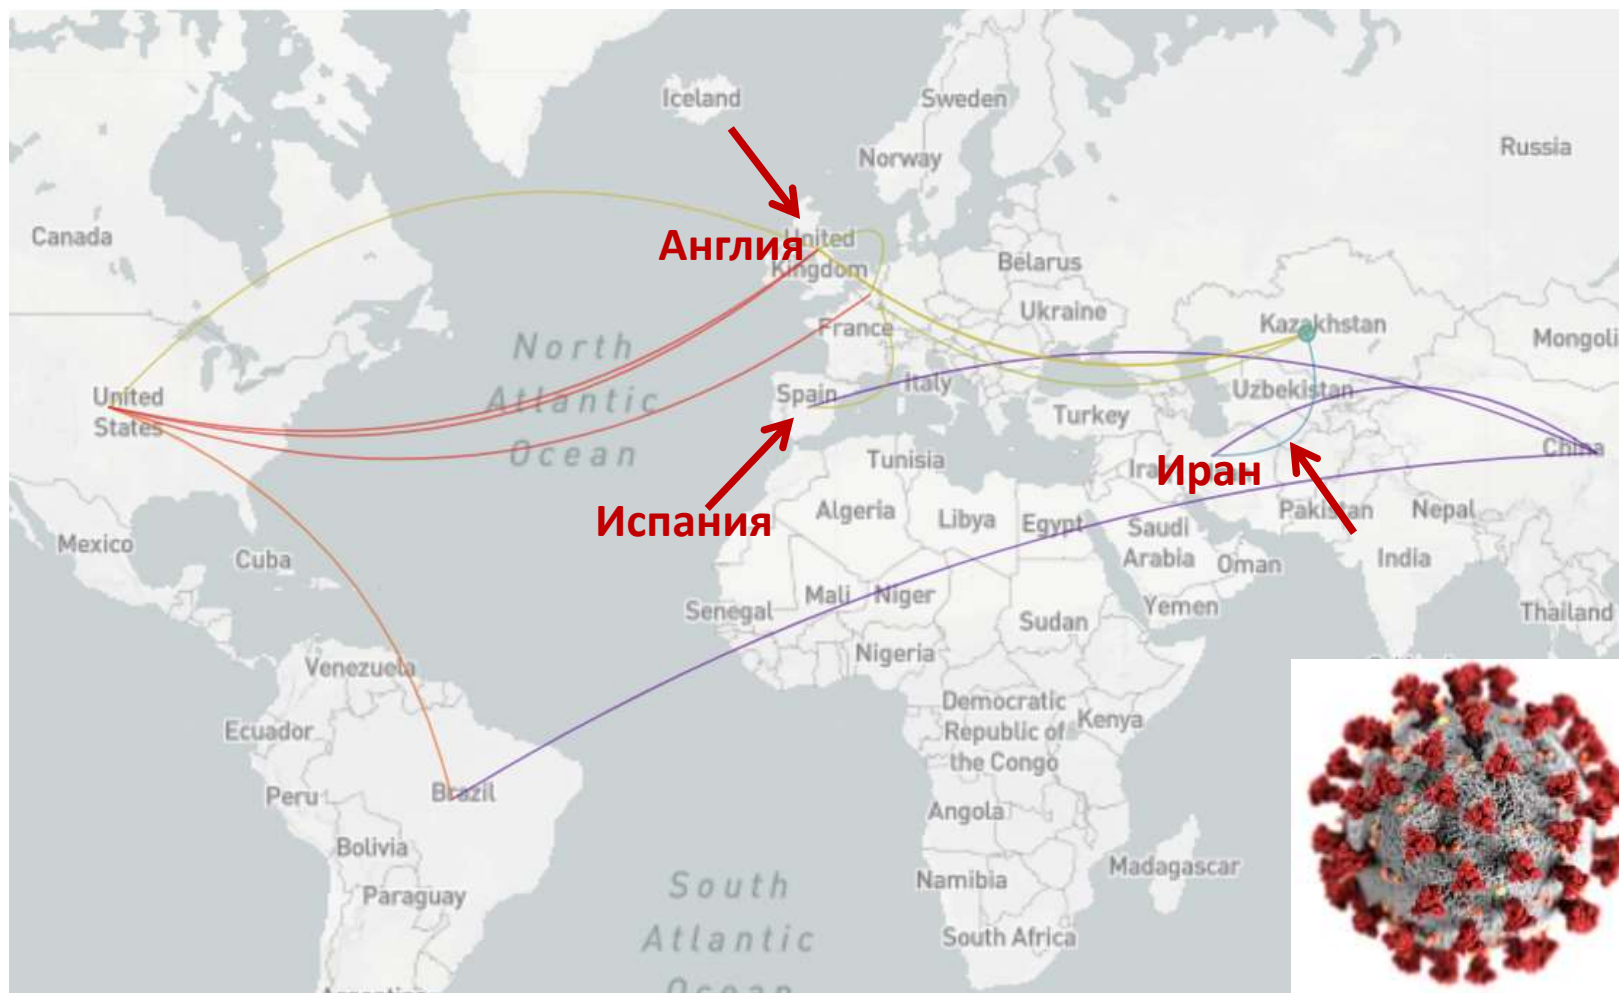 Iceland
Sweden
Norway
Russia
Canada
Англия
United
Kingdom
Belarus
Ukraine
Kazakhstan
Mongoli
North
Atlantic
Ocean
France
Italy
Spain
Uzbekistan
Turkey
United
States
China
Tunisia
Ира
Иран
Испания
Algeria
Libya
Egypt
Saudi
Arabia
Pakistan
Nepal
Oman
India
Mexico
Cuba
Mali
Niger
Senegal
Yemen
Sudan
Thailand
Nigeria
Venezuela
Democratic
Republic of
the Congo
Kenya
Ecuador
Peru
Brazil
Angola
Bolivia
Paraguay
Madagascar
Namibia
South Africa
South
Atlantic
Ocean